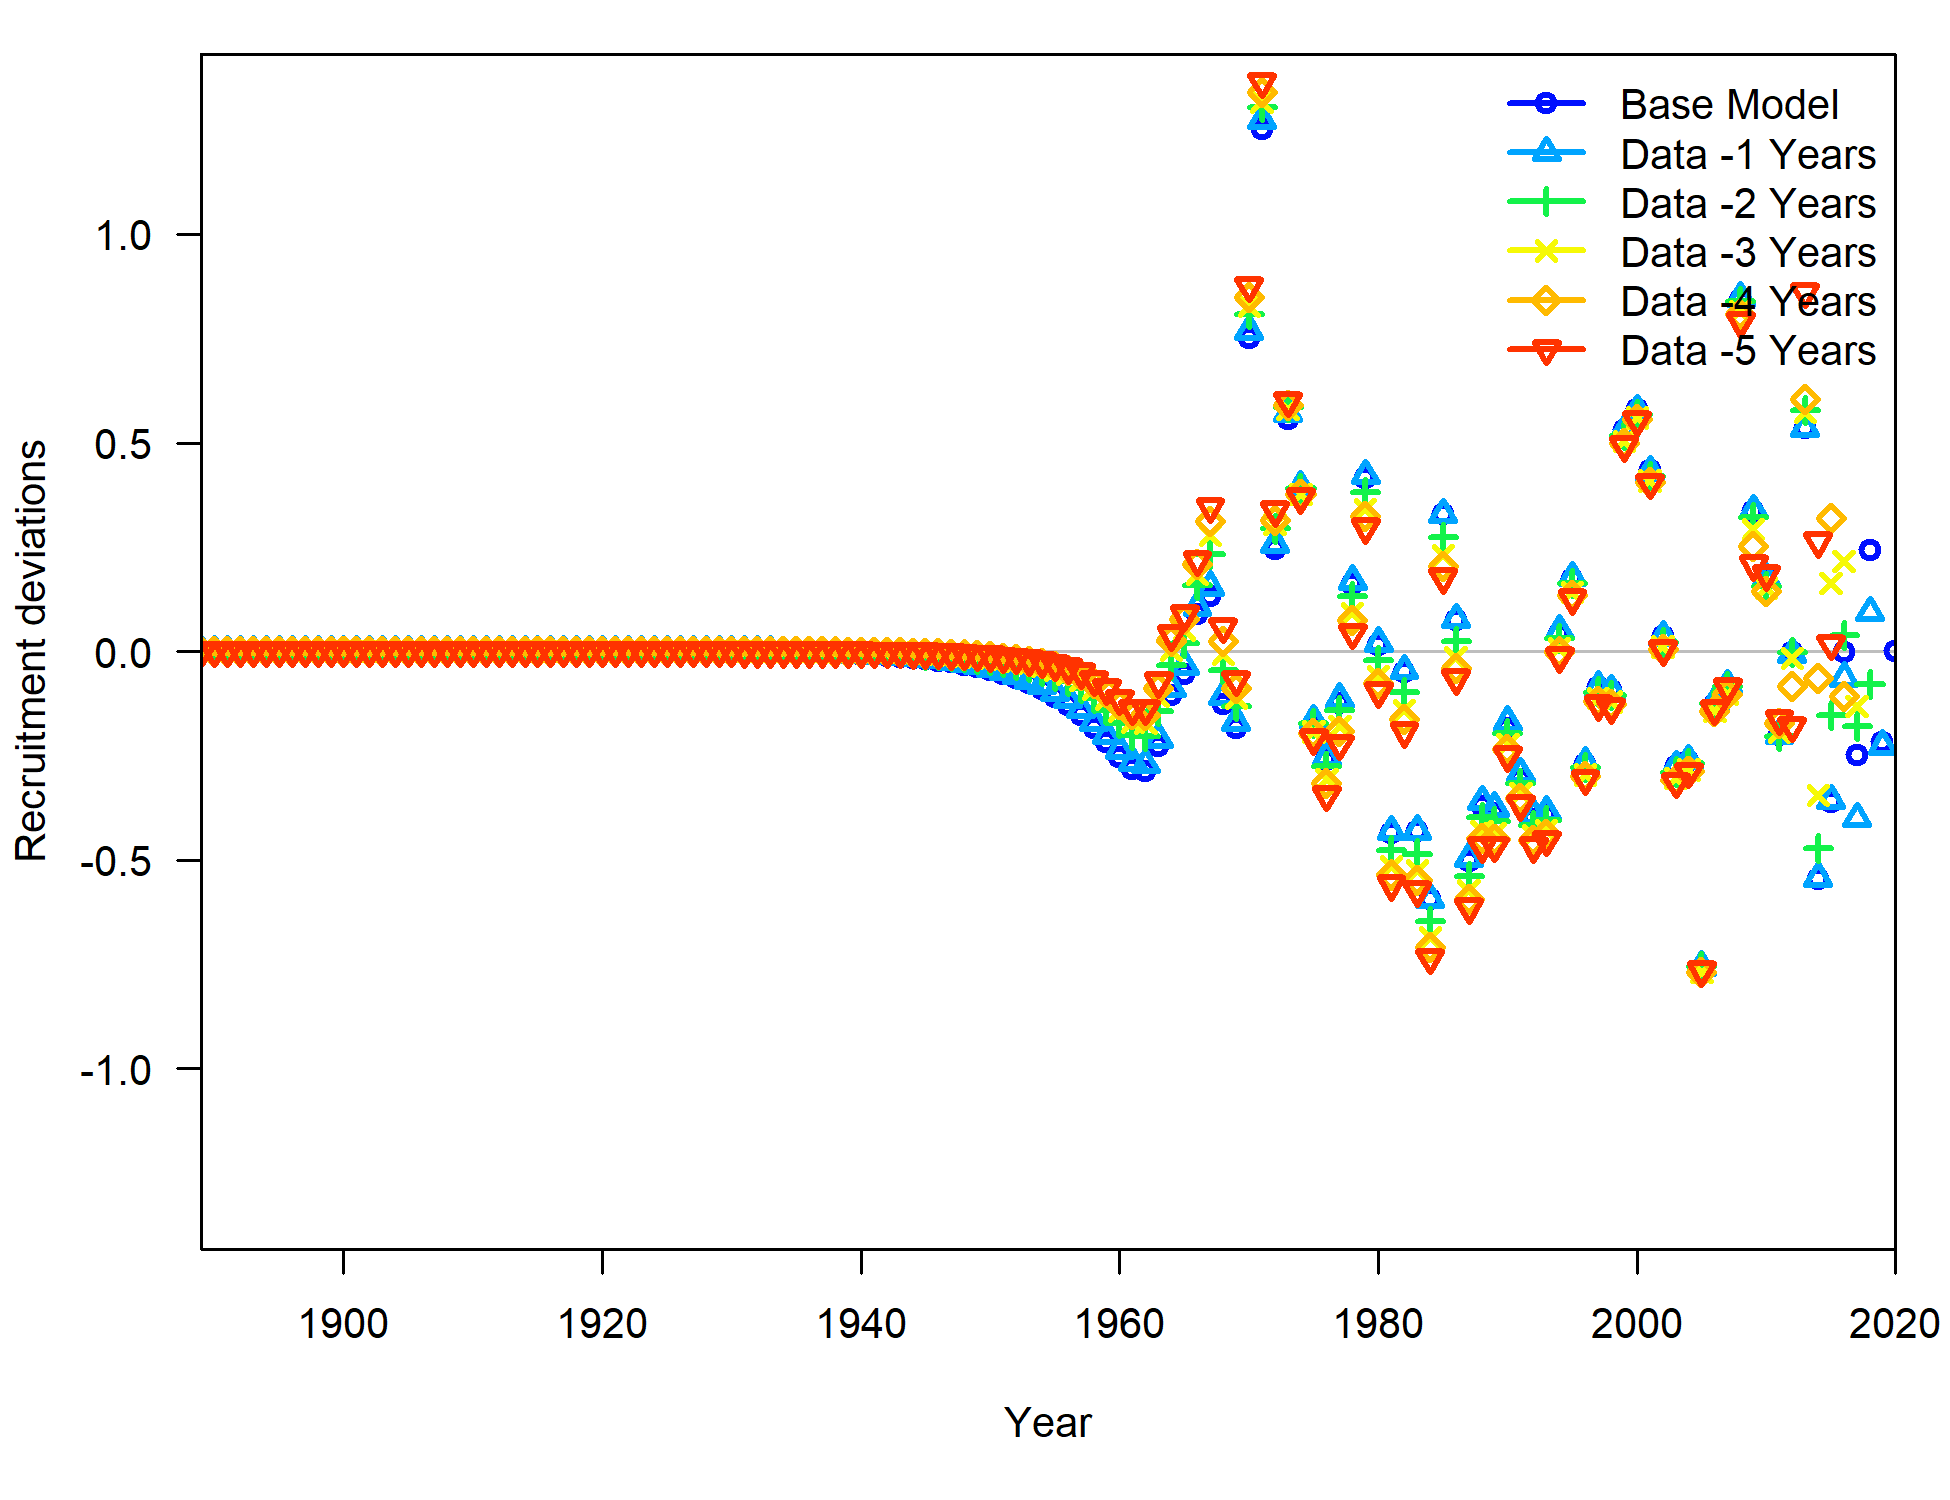 Base Model
Data -1 Years
Data -2 Years
Data -3 Years
Data -4 Years
Data -5 Years
1.0
0.5
0.0
-0.5
-1.0
Recruitment deviations
1900 1920 1940 1960 1980 2000 2020
Year